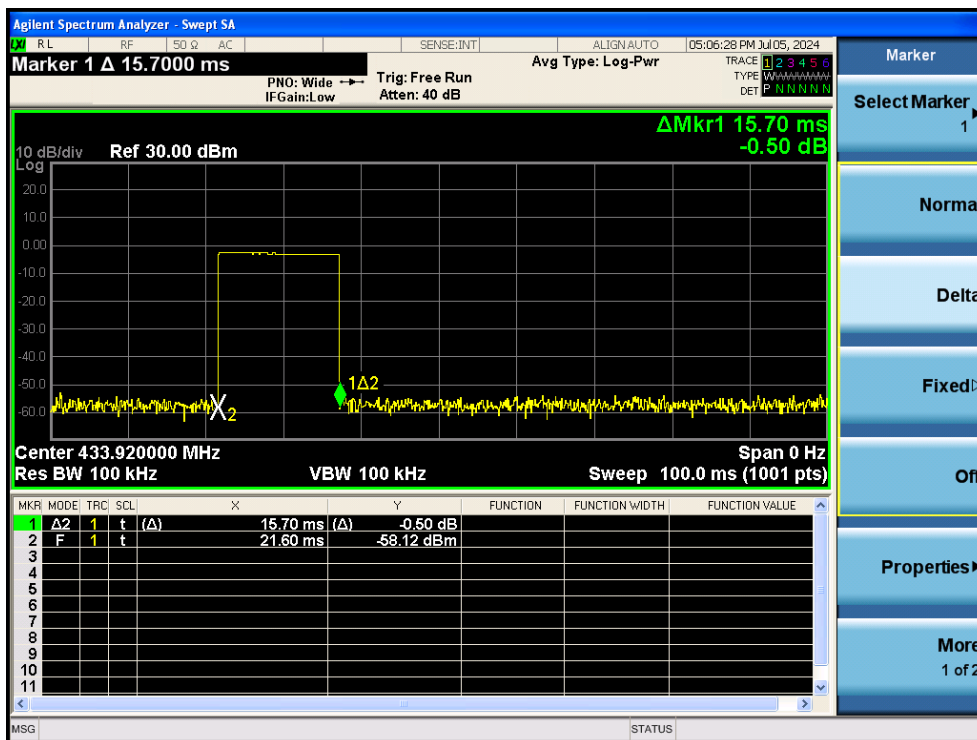 Agilent Spectrum Analyzer - Swept SA
LXI RL RF 50 Ω AC SENSE:INT ALIGN AUTO 05:06:28 PM Jul 05, 2024
Marker 1 Δ 15.7000 ms
PNO: Wide Trig: Free Run Avg Type: Log-Pwr TRACE 1 2 3 4 5 6
IFGain:Low Atten: 40 dB TYPE WWWWWW
DET P N N N N N
Marker
Select Marker
1
Norma
Delta
Fixed
Off
Properties
More
1 of 2
ΔMkr1 15.70 ms
-0.50 dB
10 dB/div Ref 30.00 dBm
Log
20.0
10.0
0.00
-10.0
-20.0
-30.0
-40.0
-50.0
-60.0
1Δ2
X2
Center 433.920000 MHz Span 0 Hz
Res BW 100 kHz VBW 100 kHz Sweep 100.0 ms (1001 pts)
MKR MODE TRC SCL X Y FUNCTION FUNCTION WIDTH FUNCTION VALUE
1 Δ2 1 t (Δ) 15.70 ms (Δ) -0.50 dB
2 F 1 t 21.60 ms -58.12 dBm
3
4
5
6
7
8
9
10
11
MSG STATUS